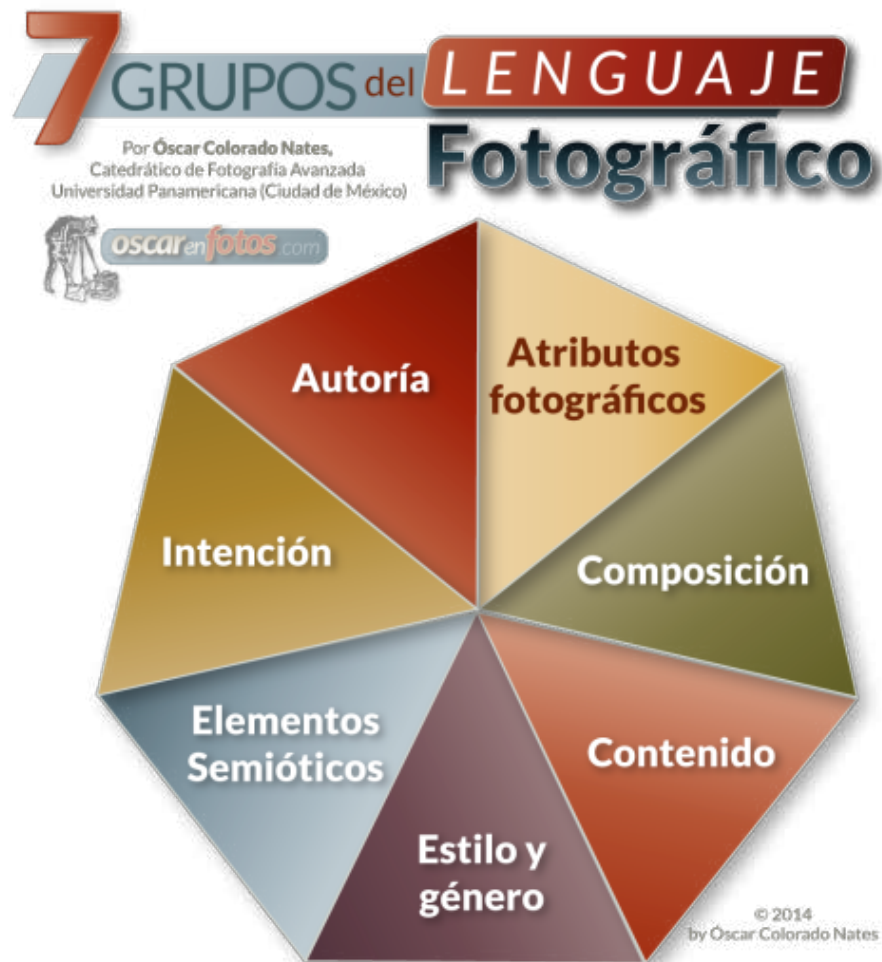 7 GRUPOS del LENGUAJE
Fotográfico
Por Óscar Colorado Nates,
Catedrático de Fotografía Avanzada
Universidad Panamericana (Ciudad de México)
oscarenfotos.com
Autoría
Atributos
fotográficos
Intención
Composición
Elementos
Semióticos
Contenido
Estilo y
género
© 2014
by Óscar Colorado Nates